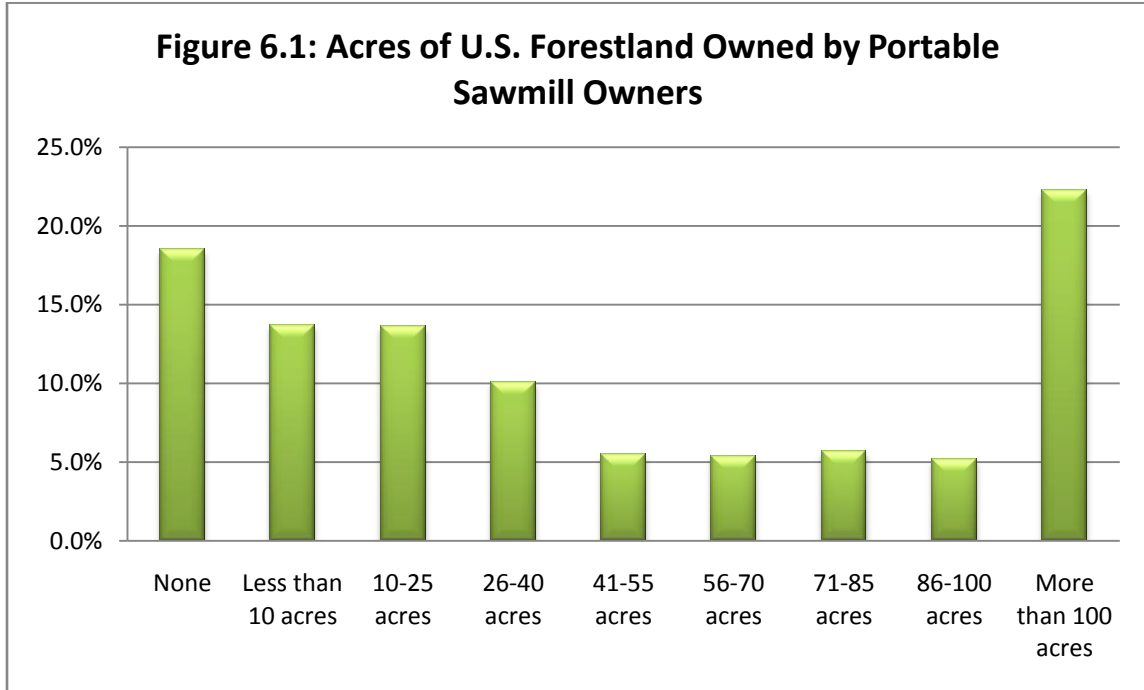 Figure 6.1: Acres of U.S. Forestland Owned by Portable
Sawmill Owners
25.0%
20.0%
15.0%
10.0%
5.0%
0.0%
None
Less than
10 acres
10-25
acres
26-40
acres
41-55
acres
56-70
acres
71-85
acres
86-100
acres
More
than 100
acres